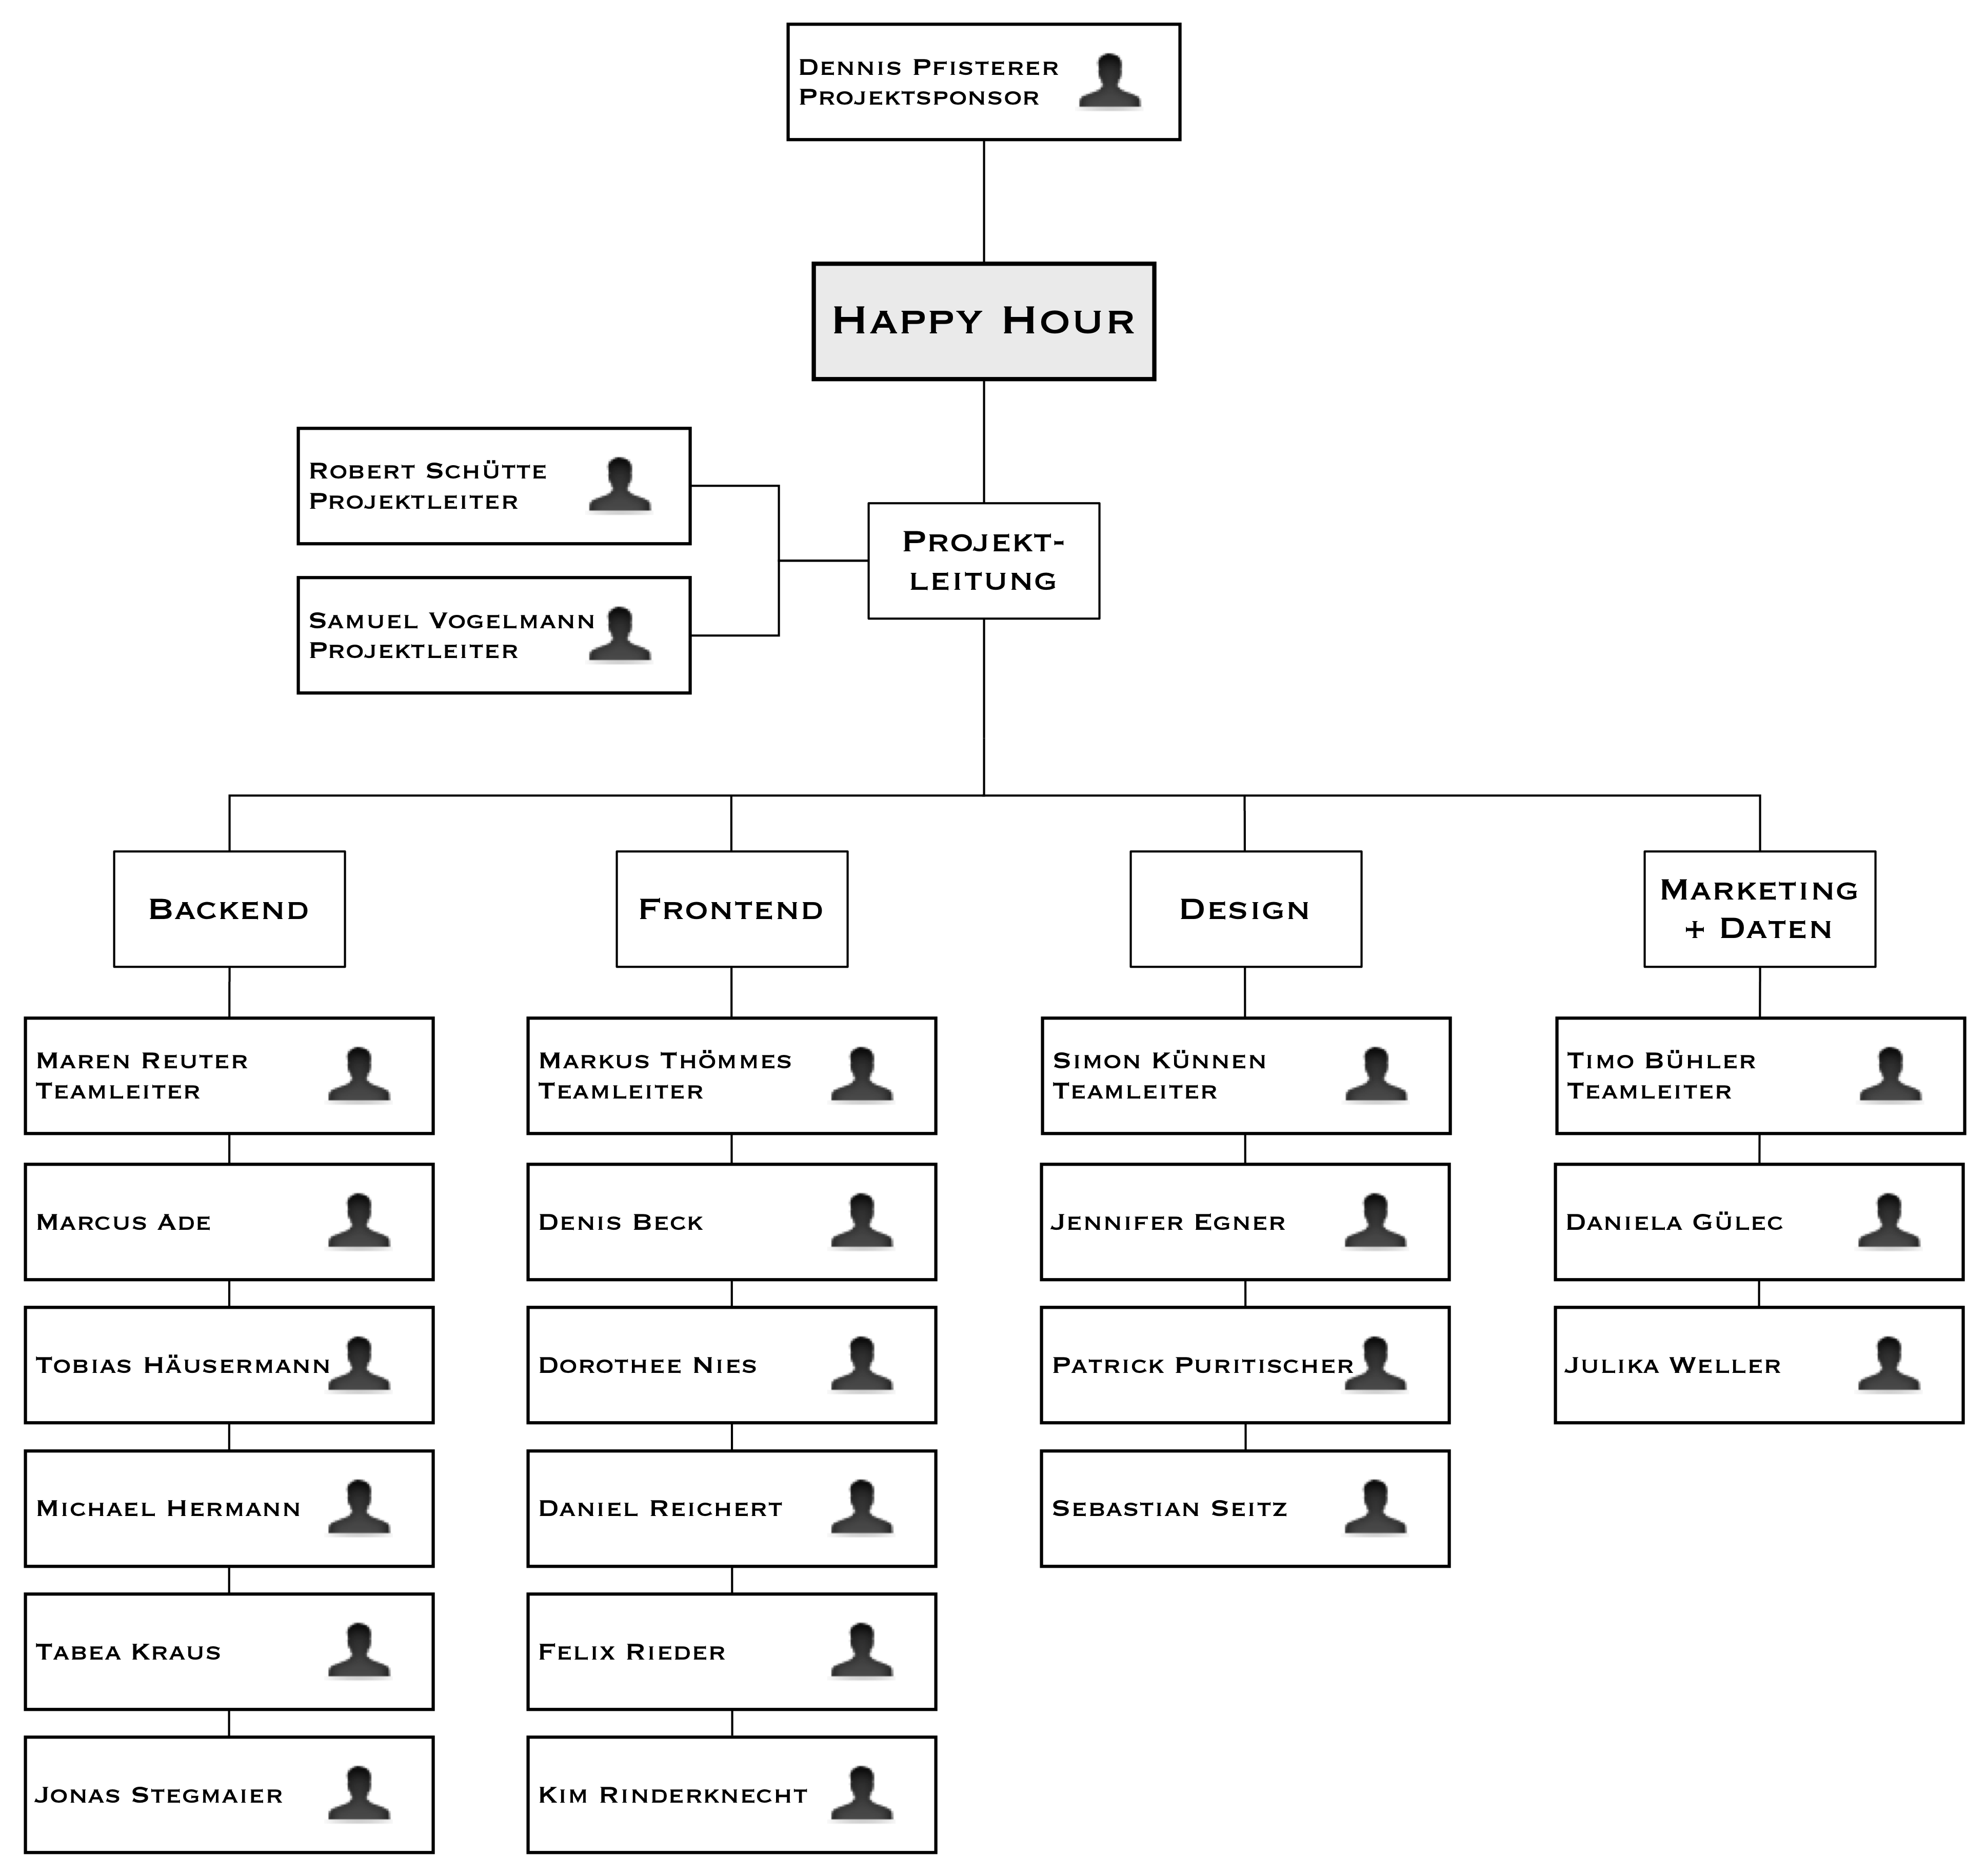 Dennis Pfisterer
Projektsponsor
Happy Hour
Robert Schütte
Projektleiter
Samuel Vogelmann
Projektleiter
Projekt-
leitung
Backend
Maren Reuter
Teamleiter
Marcus Ade
Tobias Häusermann
Michael Hermann
Tabea Kraus
Jonas Stegmaier
Frontend
Markus Thömmes
Teamleiter
Denis Beck
Dorothee Nies
Daniel Reichert
Felix Rieder
Kim Rinderknecht
Design
Simon Künnen
Teamleiter
Jennifer Egner
Patrick Puritischer
Sebastian Seitz
Marketing
+ Daten
Timo Bühler
Teamleiter
Daniela Gülec
Julika Weller